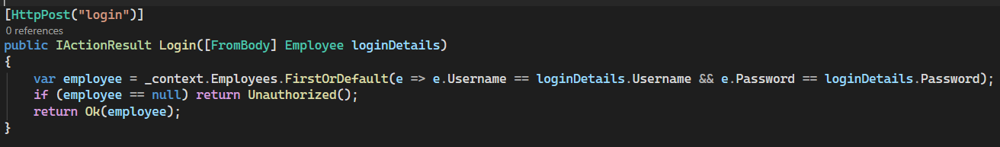 [HttpPost("login")]
0 references
public IActionResult Login([FromBody] Employee loginDetails)
{
    var employee = _context.Employees.FirstOrDefault(e => e.Username == loginDetails.Username && e.Password == loginDetails.Password);
    if (employee == null) return Unauthorized();
    return Ok(employee);
}